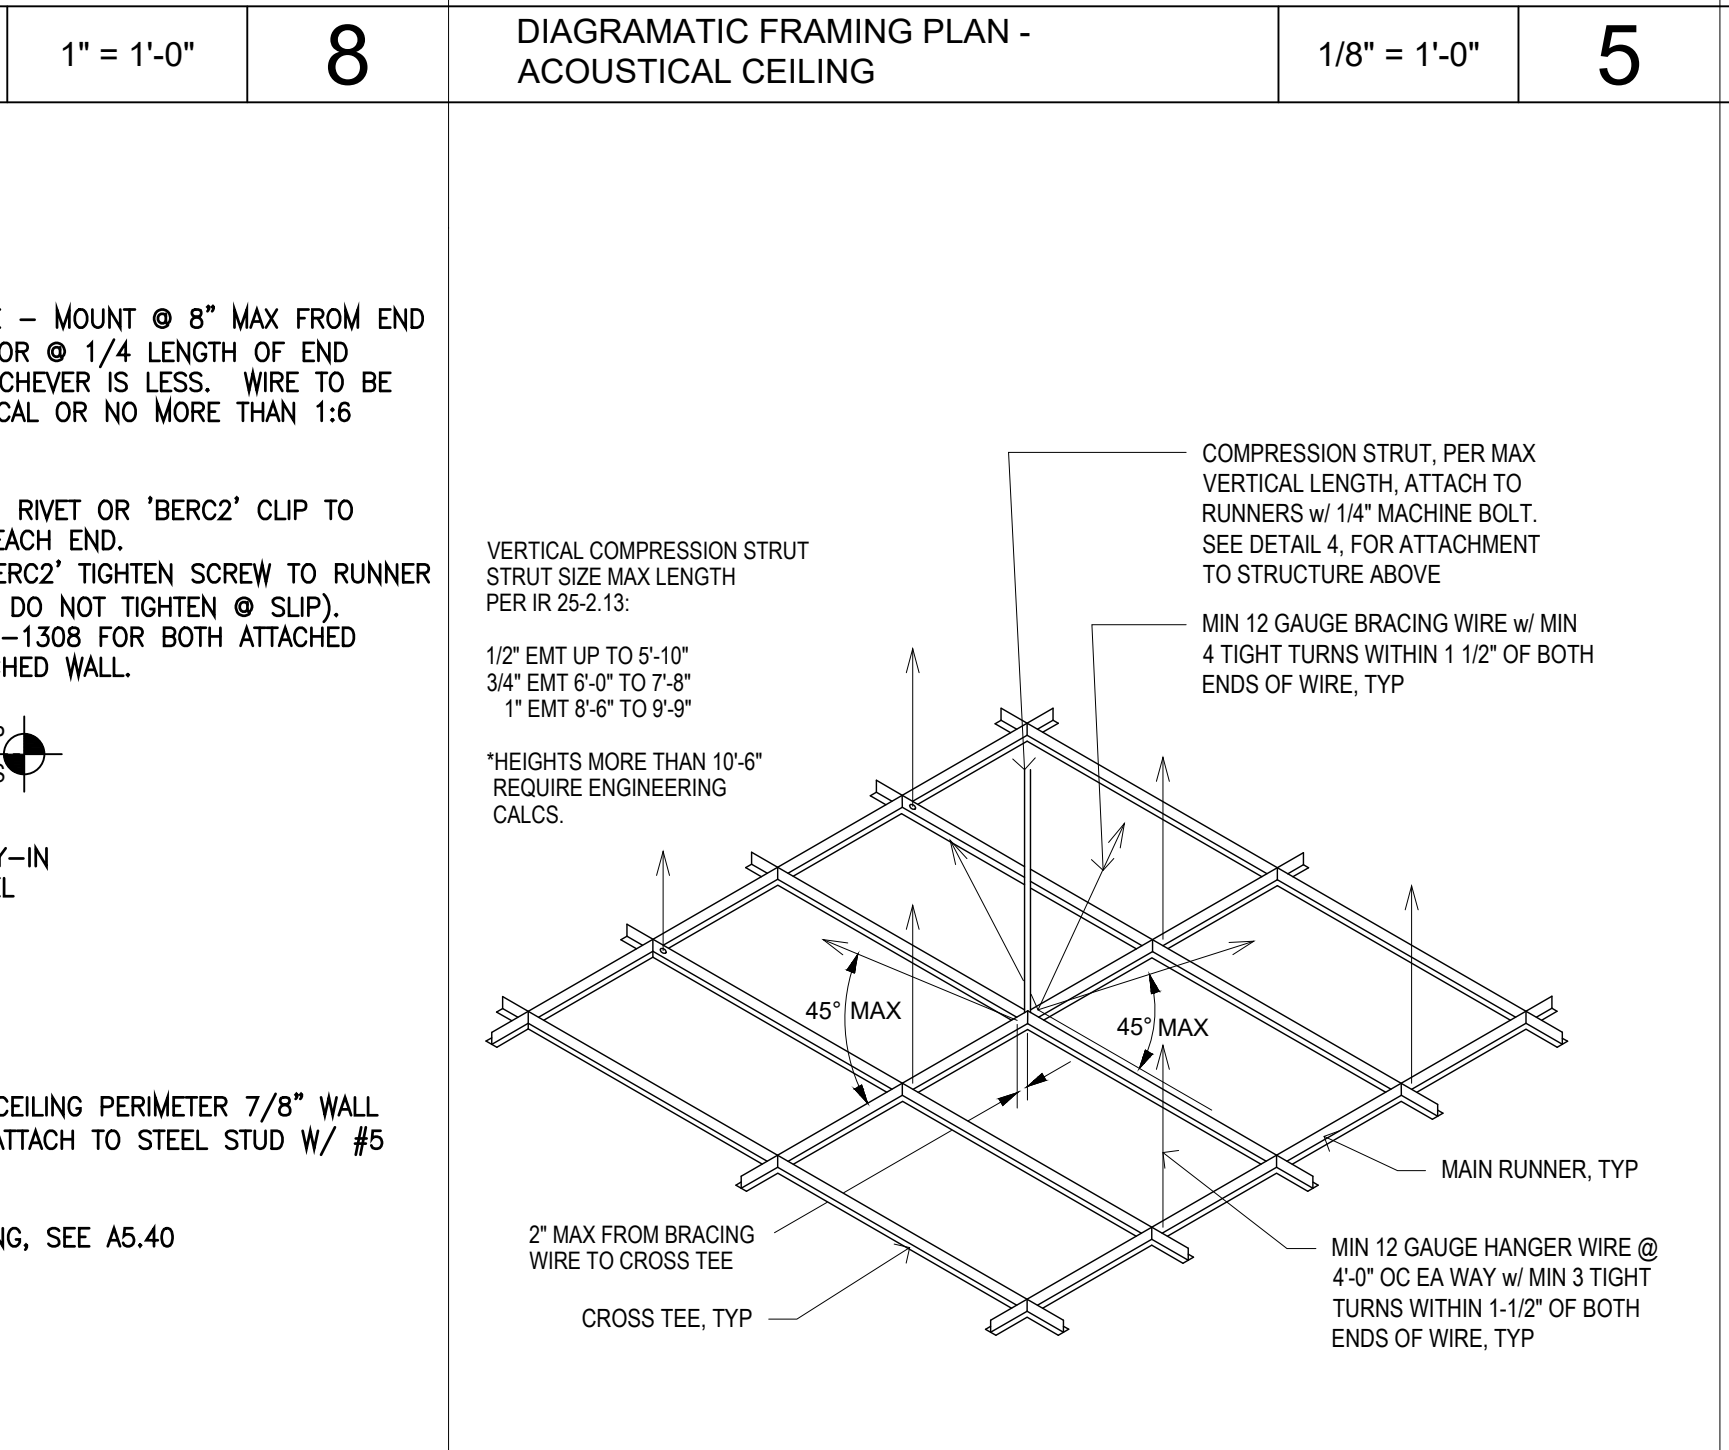 1" = 1'-0"
8
DIAGRAMATIC FRAMING PLAN -
ACOUSTICAL CEILING
1/8" = 1'-0"
5
– MOUNT @ 8" MAX FROM END
OR @ 1/4 LENGTH OF END
CHEVER IS LESS. WIRE TO BE
CAL OR NO MORE THAN 1:6
RIVET OR 'BERC2' CLIP TO
EACH END.
ERC2' TIGHTEN SCREW TO RUNNER
DO NOT TIGHTEN @ SLIP).
-1308 FOR BOTH ATTACHED
CHED WALL.
Y-IN
EL
CEILING PERIMETER 7/8" WALL
ATTACH TO STEEL STUD W/ #5
NG, SEE A5.40
VERTICAL COMPRESSION STRUT
STRUT SIZE MAX LENGTH
PER IR 25-2.13:
1/2" EMT UP TO 5'-10"
3/4" EMT 6'-0" TO 7'-8"
1" EMT 8'-6" TO 9'-9"
*HEIGHTS MORE THAN 10'-6"
REQUIRE ENGINEERING
CALCS.
COMPRESSION STRUT, PER MAX
VERTICAL LENGTH, ATTACH TO
RUNNERS w/ 1/4" MACHINE BOLT.
SEE DETAIL 4, FOR ATTACHMENT
TO STRUCTURE ABOVE
MIN 12 GAUGE BRACING WIRE w/ MIN
4 TIGHT TURNS WITHIN 1 1/2" OF BOTH
ENDS OF WIRE, TYP
45° MAX
45° MAX
MAIN RUNNER, TYP
2" MAX FROM BRACING
WIRE TO CROSS TEE
CROSS TEE, TYP
MIN 12 GAUGE HANGER WIRE @
4'-0" OC EA WAY w/ MIN 3 TIGHT
TURNS WITHIN 1-1/2" OF BOTH
ENDS OF WIRE, TYP